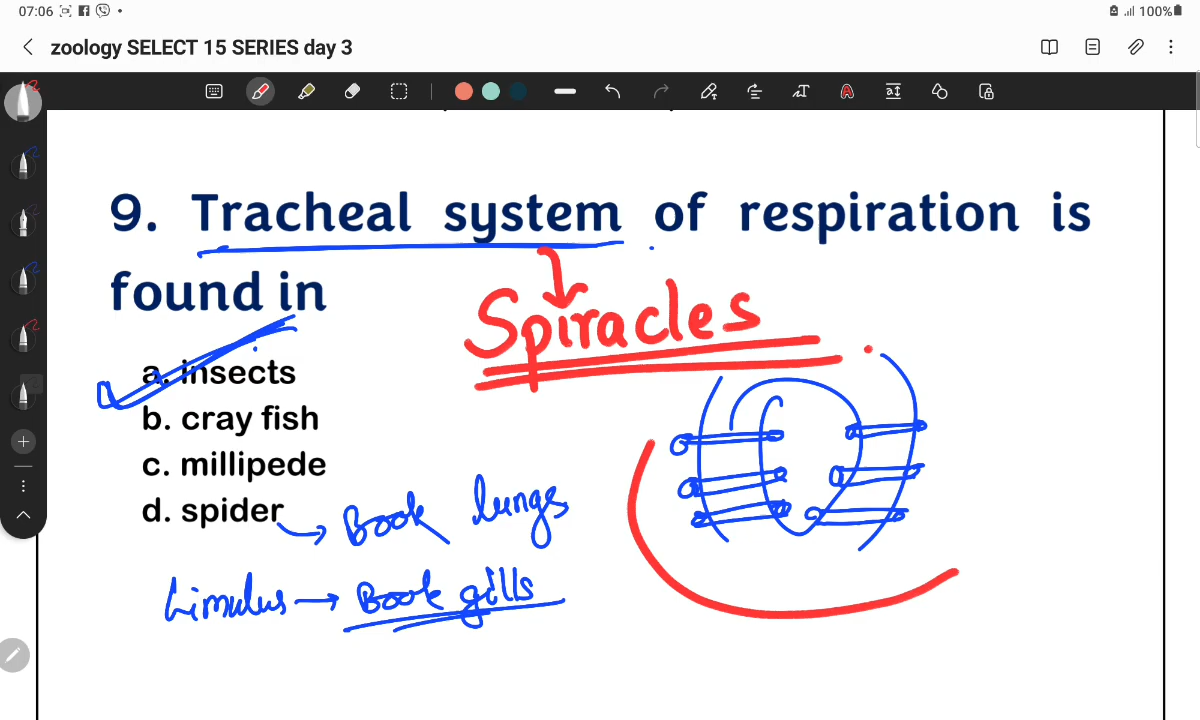 07:06
100%
zoology SELECT 15 SERIES day 3
9. Tracheal system of respiration is
found in
Spiracles
a. insects
b. cray fish
c. millipede
d. spider → Book lungs
Limulus → Book gills